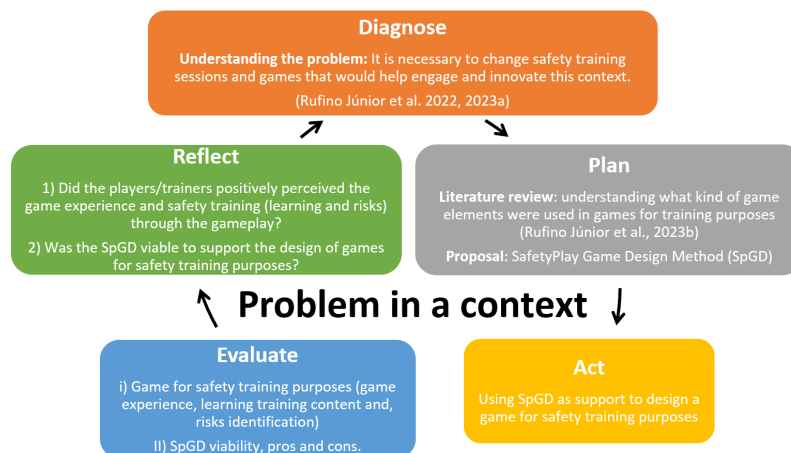 Diagnose
Understanding the problem: It is necessary to change safety training
sessions and games that would help engage and innovate this context.
(Rufino Júnior et al. 2022, 2023a)
Reflect
1) Did the players/trainers positively perceived the
game experience and safety training (learning and risks)
through the gameplay?
2) Was the SpGD viable to support the design of games
for safety training purposes?
Plan
Literature review: understanding what kind of game
elements were used in games for training purposes
(Rufino Júnior et al., 2023b)
Proposal: SafetyPlay Game Design Method (SpGD)
Problem in a context
Evaluate
i) Game for safety training purposes (game
experience, learning training content and,
risks identification)
II) SpGD viability, pros and cons.
Act
Using SpGD as support to design a
game for safety training purposes